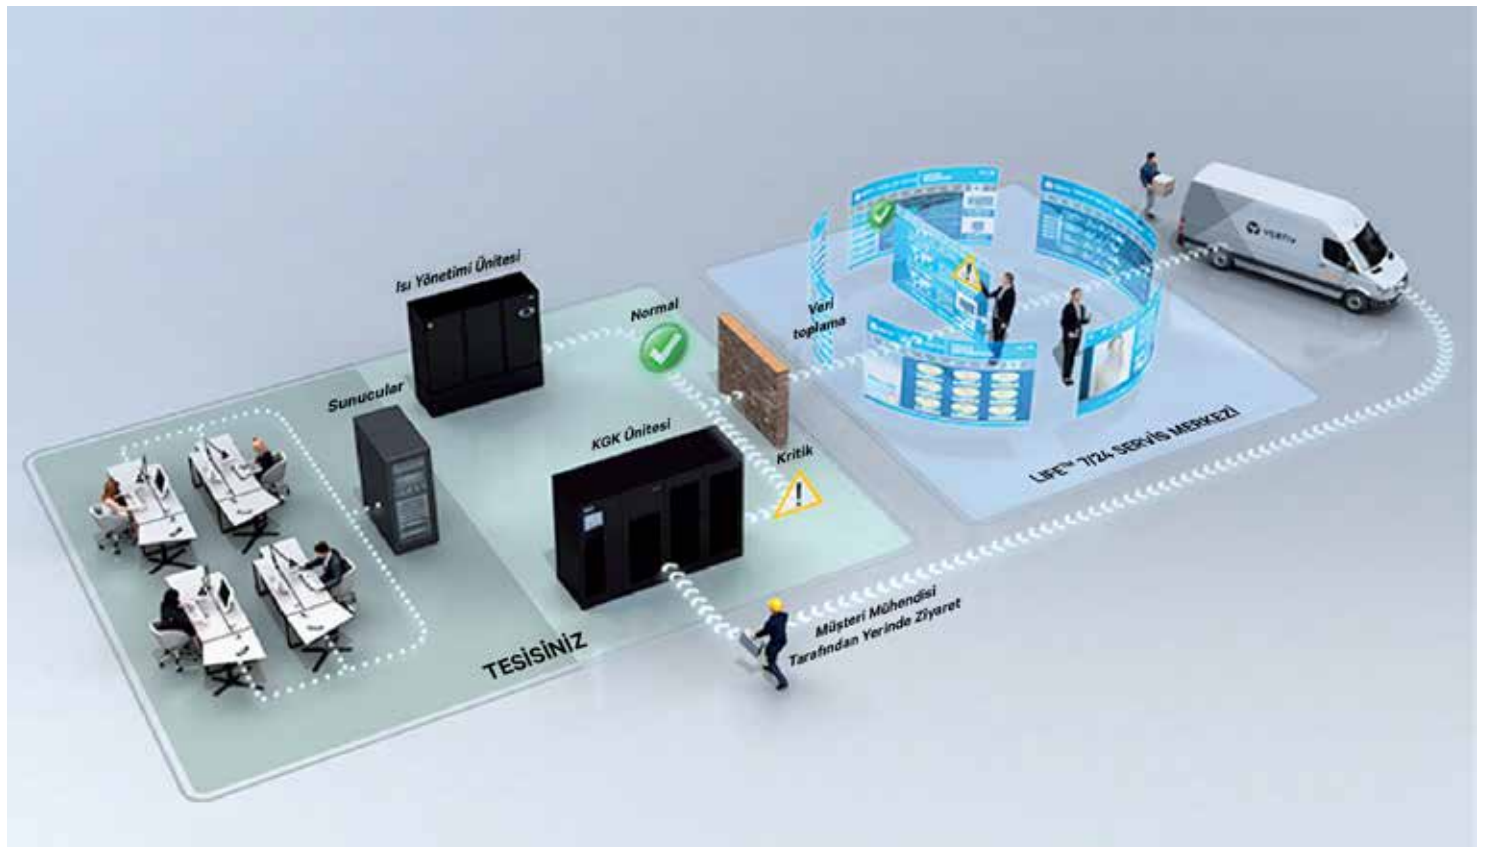 Isı Yönetimi Ünitesi
Normal
Veri
toplama
Sunucular
KGK Ünitesi
Kritik
LIFE™ 7/24 SERVİS MERKEZİ
Müşteri Mühendisi
Tarafından Yerinde Ziyaret
TESİSİNİZ
VERTIV